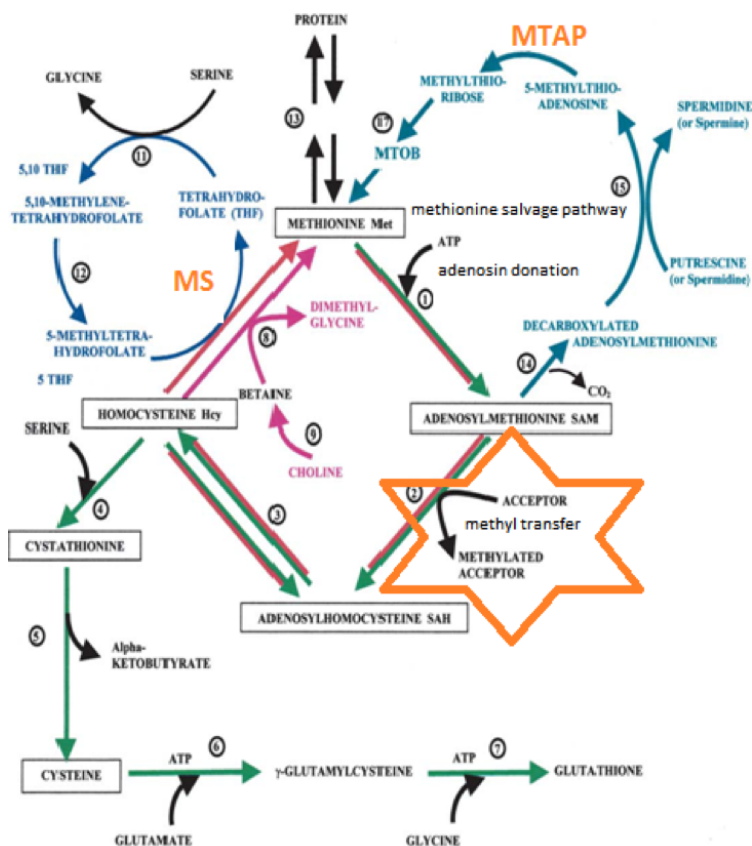 PROTEIN
MTAP
GLYCINE
SERINE
METHYLTHIO-
RIBOSE
5-METHYLTHIO-
ADENOSINE
SPERMIDINE
(or Spermine)
13
17
MTOB
11
5,10 THF
5,10-METHYLENE-
TETRAHYDROFOLATE
TETRAHYDRO-
FOLATE (THF)
15
METHIONINE Met
methionine salvage pathway
ATP
adenosin donation
12
MS
1
PUTRESCINE
(or Spermidine)
5-METHYLTETRA-
HYDROFOLATE
DIMETHYL-
GLYCINE
8
DECARBOXYLATED
ADENOSYLMETHIONINE
14
5 THF
BETAINE
CO₂
HOMOCYSTEINE Hcy
ADENOSYLMETHIONINE SAM
SERINE
9
CHOLINE
4
3
2
ACCEPTOR
methyl transfer
CYSTATHIONINE
METHYLATED
ACCEPTOR
ADENOSYLHOMOCYSTEINE SAH
5
Alpha-
KETOBUTYRATE
6
7
ATP
ATP
CYSTEINE
γ-GLUTAMYLCYSTEINE
GLUTATHIONE
GLUTAMATE
GLYCINE